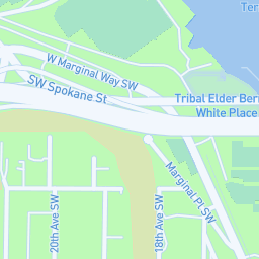 Ter
W Marginal Way SW
SW Spokane St
Tribal Elder Ber
White Place
Marginal Pl SW
20th Ave SW
18th Ave SW